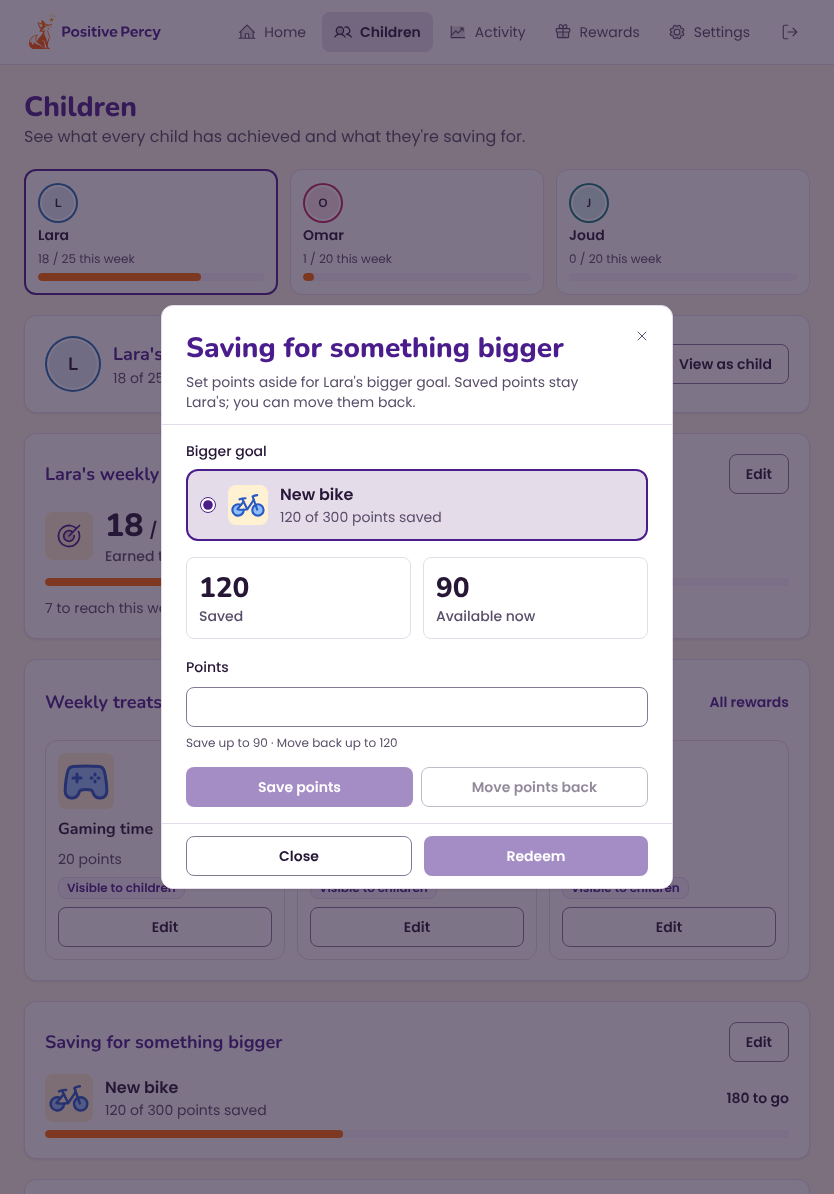 Positive Percy
Home
Children
Activity
Rewards
Settings
Children
See what every child has achieved and what they're saving for.
L
Lara
18 / 25 this week
O
Omar
1 / 20 this week
J
Joud
0 / 20 this week
L
Lara's
18 of 25
View as child
Saving for something bigger
Set points aside for Lara's bigger goal. Saved points stay
Lara's; you can move them back.
Bigger goal
New bike
120 of 300 points saved
120
Saved
90
Available now
Points
Save up to 90 · Move back up to 120
Save points
Move points back
Close
Redeem
Lara's weekly
Edit
18 /
Earned
7 to reach this
Weekly treats
All rewards
Gaming time
20 points
Visible to children
Visible to children
Visible to children
Edit
Edit
Edit
Saving for something bigger
Edit
New bike
120 of 300 points saved
180 to go